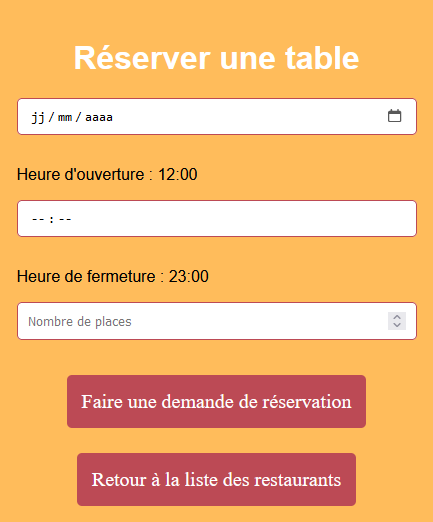 Réserver une table
jj / mm / aaaa
Heure d'ouverture : 12:00
-- : --
Heure de fermeture : 23:00
Nombre de places
Faire une demande de réservation
Retour à la liste des restaurants